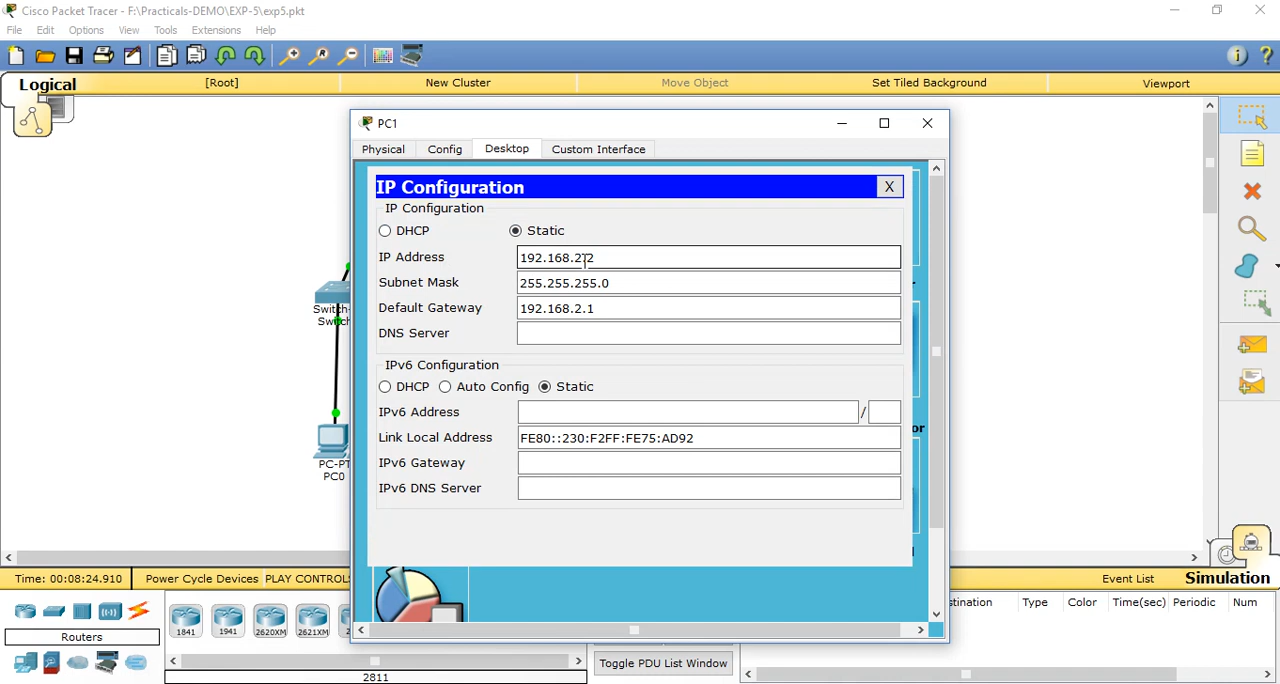 Cisco Packet Tracer - F:\Practicals-DEMO\EXP-5\exp5.pkt
File Edit Options View Tools Extensions Help
Logical [Root] New Cluster Move Object Set Tiled Background Viewport
PC1
Physical Config Desktop Custom Interface
IP Configuration X
IP Configuration
DHCP Static
IP Address 192.168.2.2
Subnet Mask 255.255.255.0
Default Gateway 192.168.2.1
DNS Server
IPv6 Configuration
DHCP Auto Config Static
IPv6 Address /
Link Local Address FE80::230:F2FF:FE75:AD92
IPv6 Gateway
IPv6 DNS Server
PC-PT
PC0
Time: 00:08:24.910 Power Cycle Devices PLAY CONTROLS Event List Simulation
Type Color Time(sec) Periodic Num
Routers
1841 1941 2620XM 2621XM
Toggle PDU List Window
2811